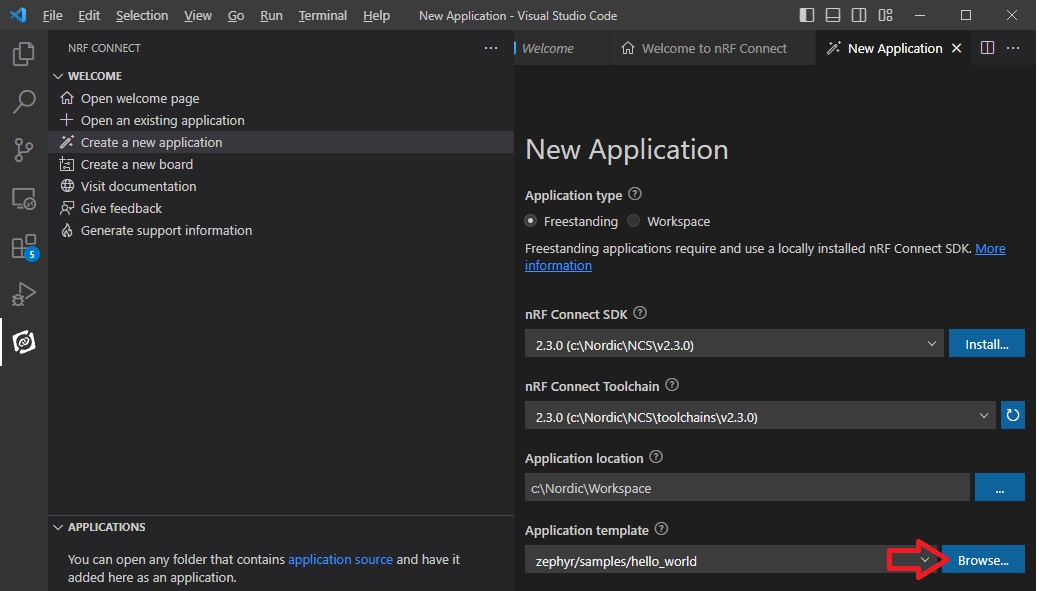 File Edit Selection View Go Run Terminal Help New Application - Visual Studio Code
NRF CONNECT
Welcome Welcome to nRF Connect New Application
WELCOME
Open welcome page
Open an existing application
Create a new application
Create a new board
Visit documentation
Give feedback
Generate support information
5
APPLICATIONS
You can open any folder that contains application source and have it
added here as an application.
New Application
Application type
Freestanding Workspace
Freestanding applications require and use a locally installed nRF Connect SDK. More
information
nRF Connect SDK
2.3.0 (c:\Nordic\NCS\v2.3.0) Install...
nRF Connect Toolchain
2.3.0 (c:\Nordic\NCS\toolchains\v2.3.0)
Application location
c:\Nordic\Workspace ...
Application template
zephyr/samples/hello_world Browse...